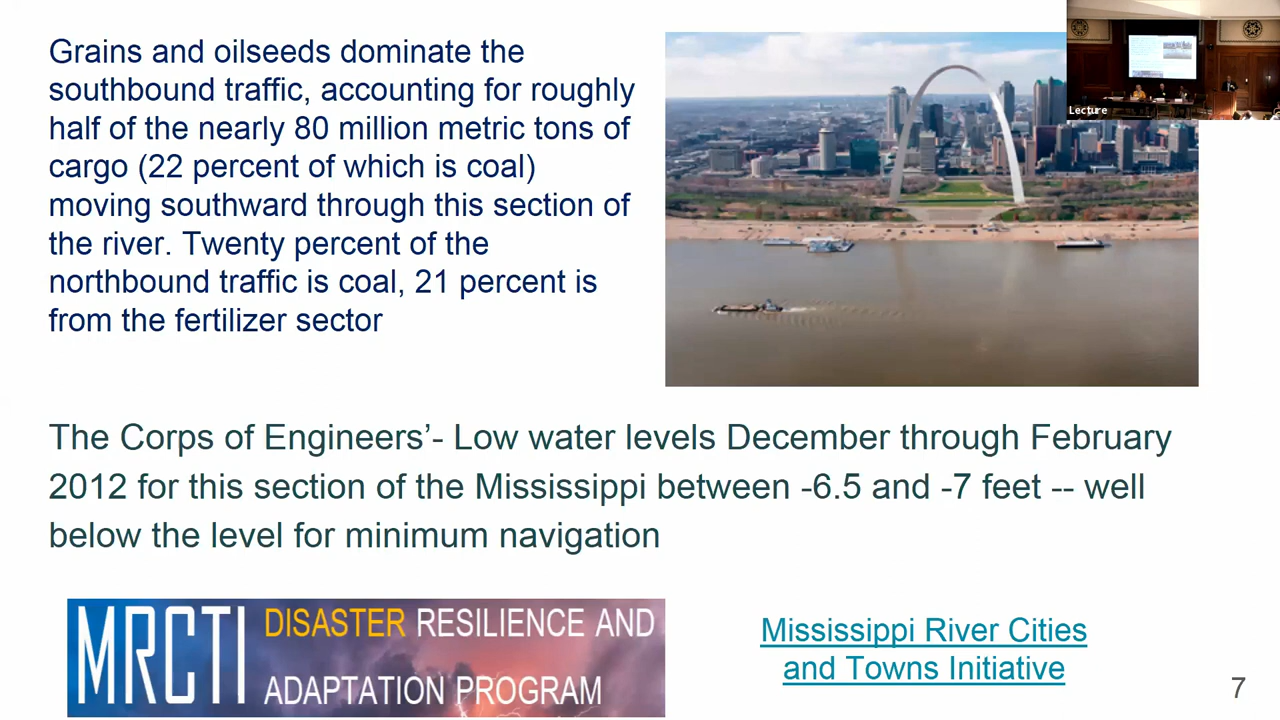 Grains and oilseeds dominate the
southbound traffic, accounting for roughly
half of the nearly 80 million metric tons of
cargo (22 percent of which is coal)
moving southward through this section of
the river. Twenty percent of the
northbound traffic is coal, 21 percent is
from the fertilizer sector
Lecture
The Corps of Engineers’- Low water levels December through February
2012 for this section of the Mississippi between -6.5 and -7 feet -- well
below the level for minimum navigation
MRCTI DISASTER RESILIENCE AND
ADAPTATION PROGRAM
Mississippi River Cities
and Towns Initiative
7